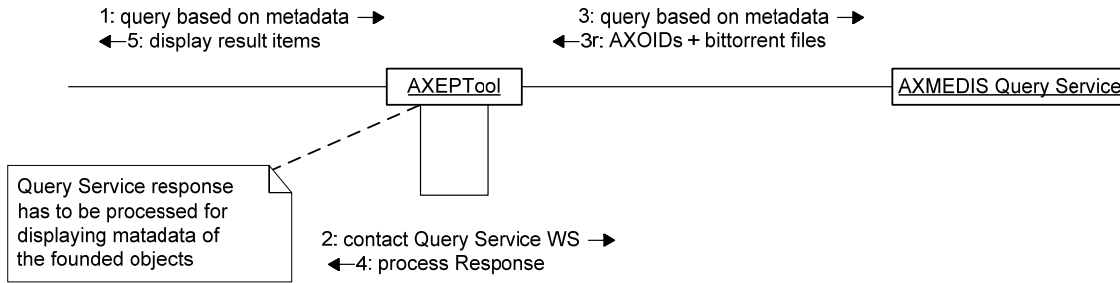 1: query based on metadata
5: display result items
3: query based on metadata
3r: AXOIDs + bittorrent files
AXEPTool
AXMEDIS Query Service
Query Service response
has to be processed for
displaying matadata of
the founded objects
2: contact Query Service WS
4: process Response